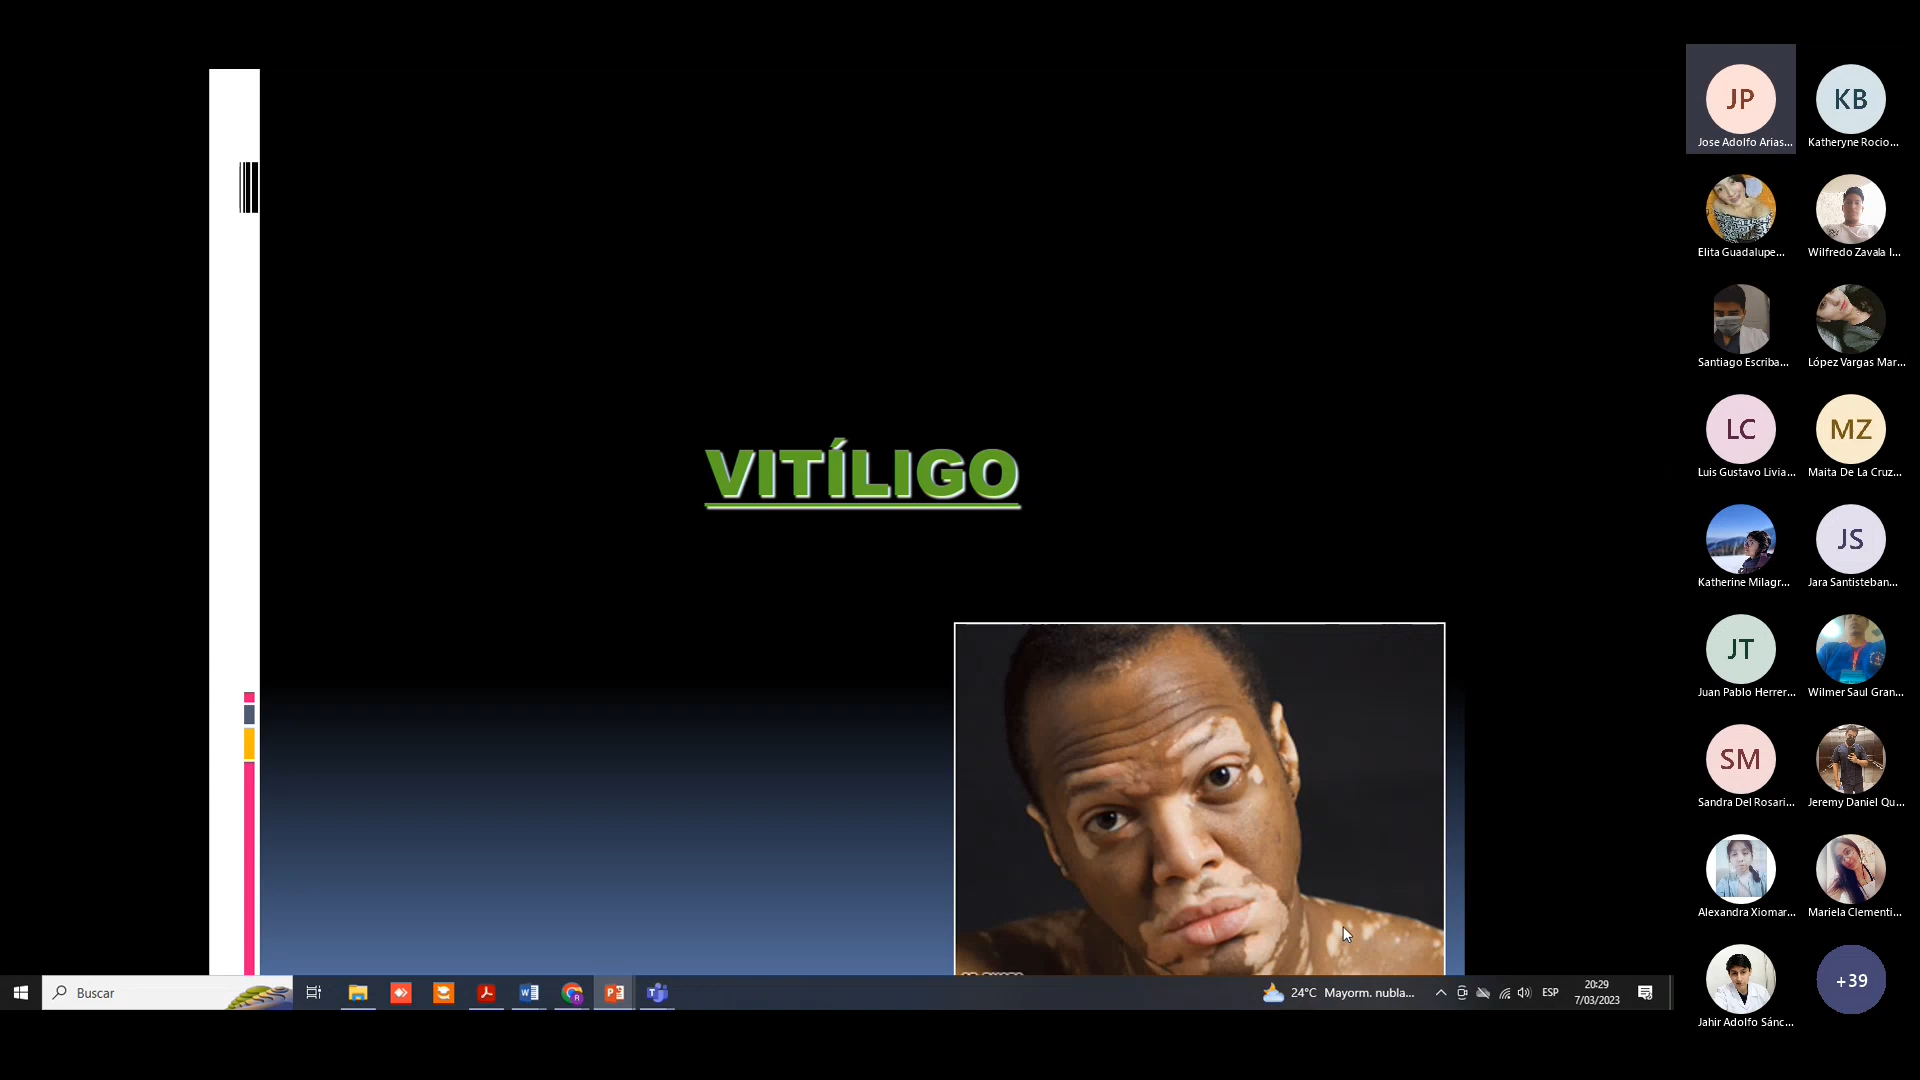 VITÍLIGO
JP
Jose Adolfo Arias...
KB
Katheryne Rocio...
Elita Guadalupe...
Wilfredo Zavala I...
Santiago Escriba...
López Vargas Mar...
LC
Luis Gustavo Livia...
MZ
Maita De La Cruz...
Katherine Milagr...
JS
Jara Santisteban...
JT
Juan Pablo Herrer...
Wilmer Saul Gran...
SM
Sandra Del Rosari...
Jeremy Daniel Qu...
Alexandra Xiomar...
Mariela Clementi...
Jahir Adolfo Sánc...
+39
Buscar
24°C Mayorm. nubla...
ESP
20:29
7/03/2023